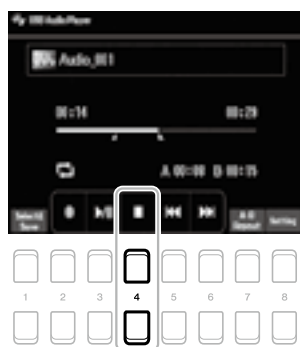 USB Audio Player
Audio_001
00:14 00:29
A 00:00 B 00:15
Select/
Save
A-B
Repeat
Setting
1 2 3 4 5 6 7 8